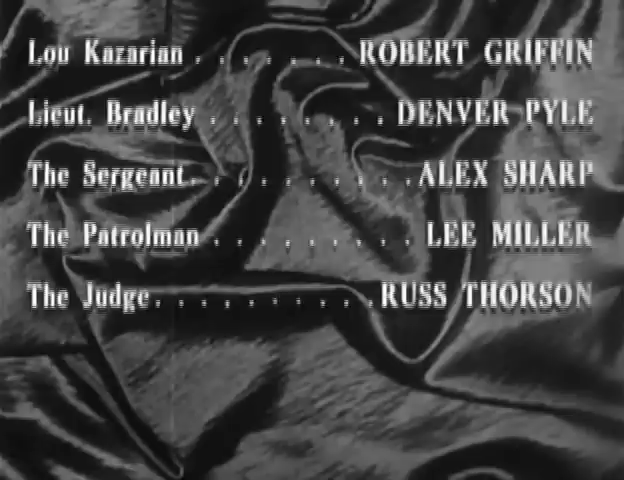 Lou Kazarian . . . . . . . ROBERT GRIFFIN
Lieut. Bradley . . . . . . . . DENVER PYLE
The Sergeant . . . . . . . . . . ALEX SHARP
The Patrolman . . . . . . . . . LEE MILLER
The Judge . . . . . . . . . . RUSS THORSON